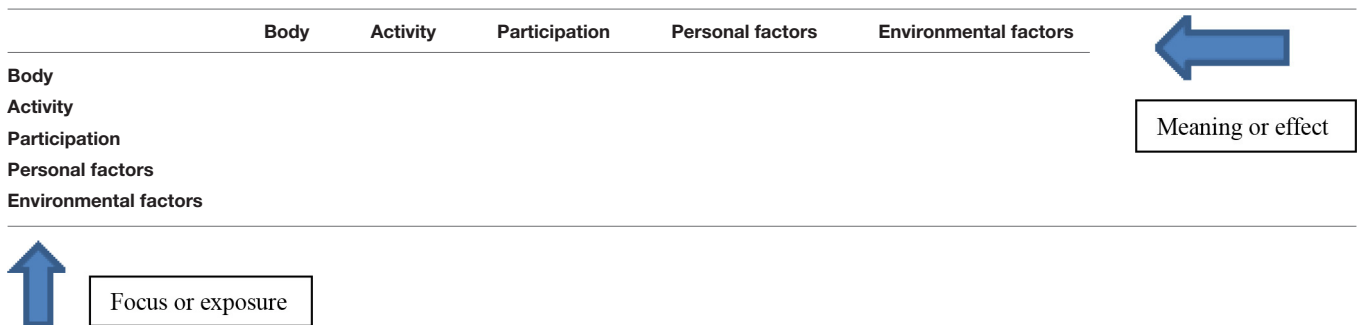 Body Activity Participation Personal factors Environmental factors
Body
Activity
Meaning or effect
Participation
Personal factors
Environmental factors
Focus or exposure